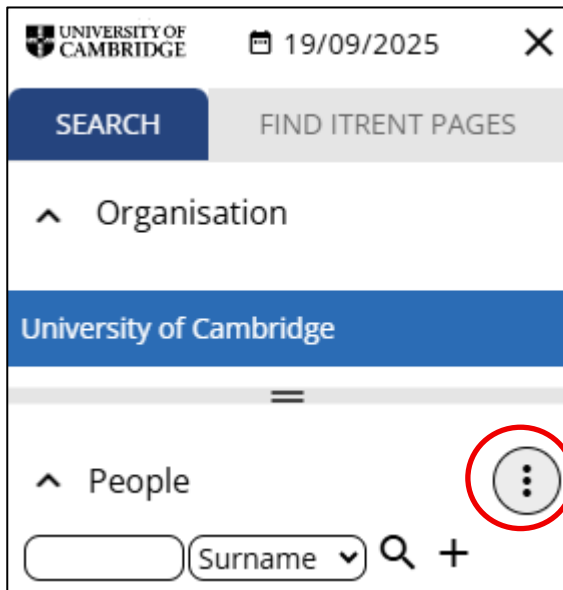 UNIVERSITY OF
CAMBRIDGE
19/09/2025
SEARCH
FIND ITRENT PAGES
Organisation
University of Cambridge
People
Surname